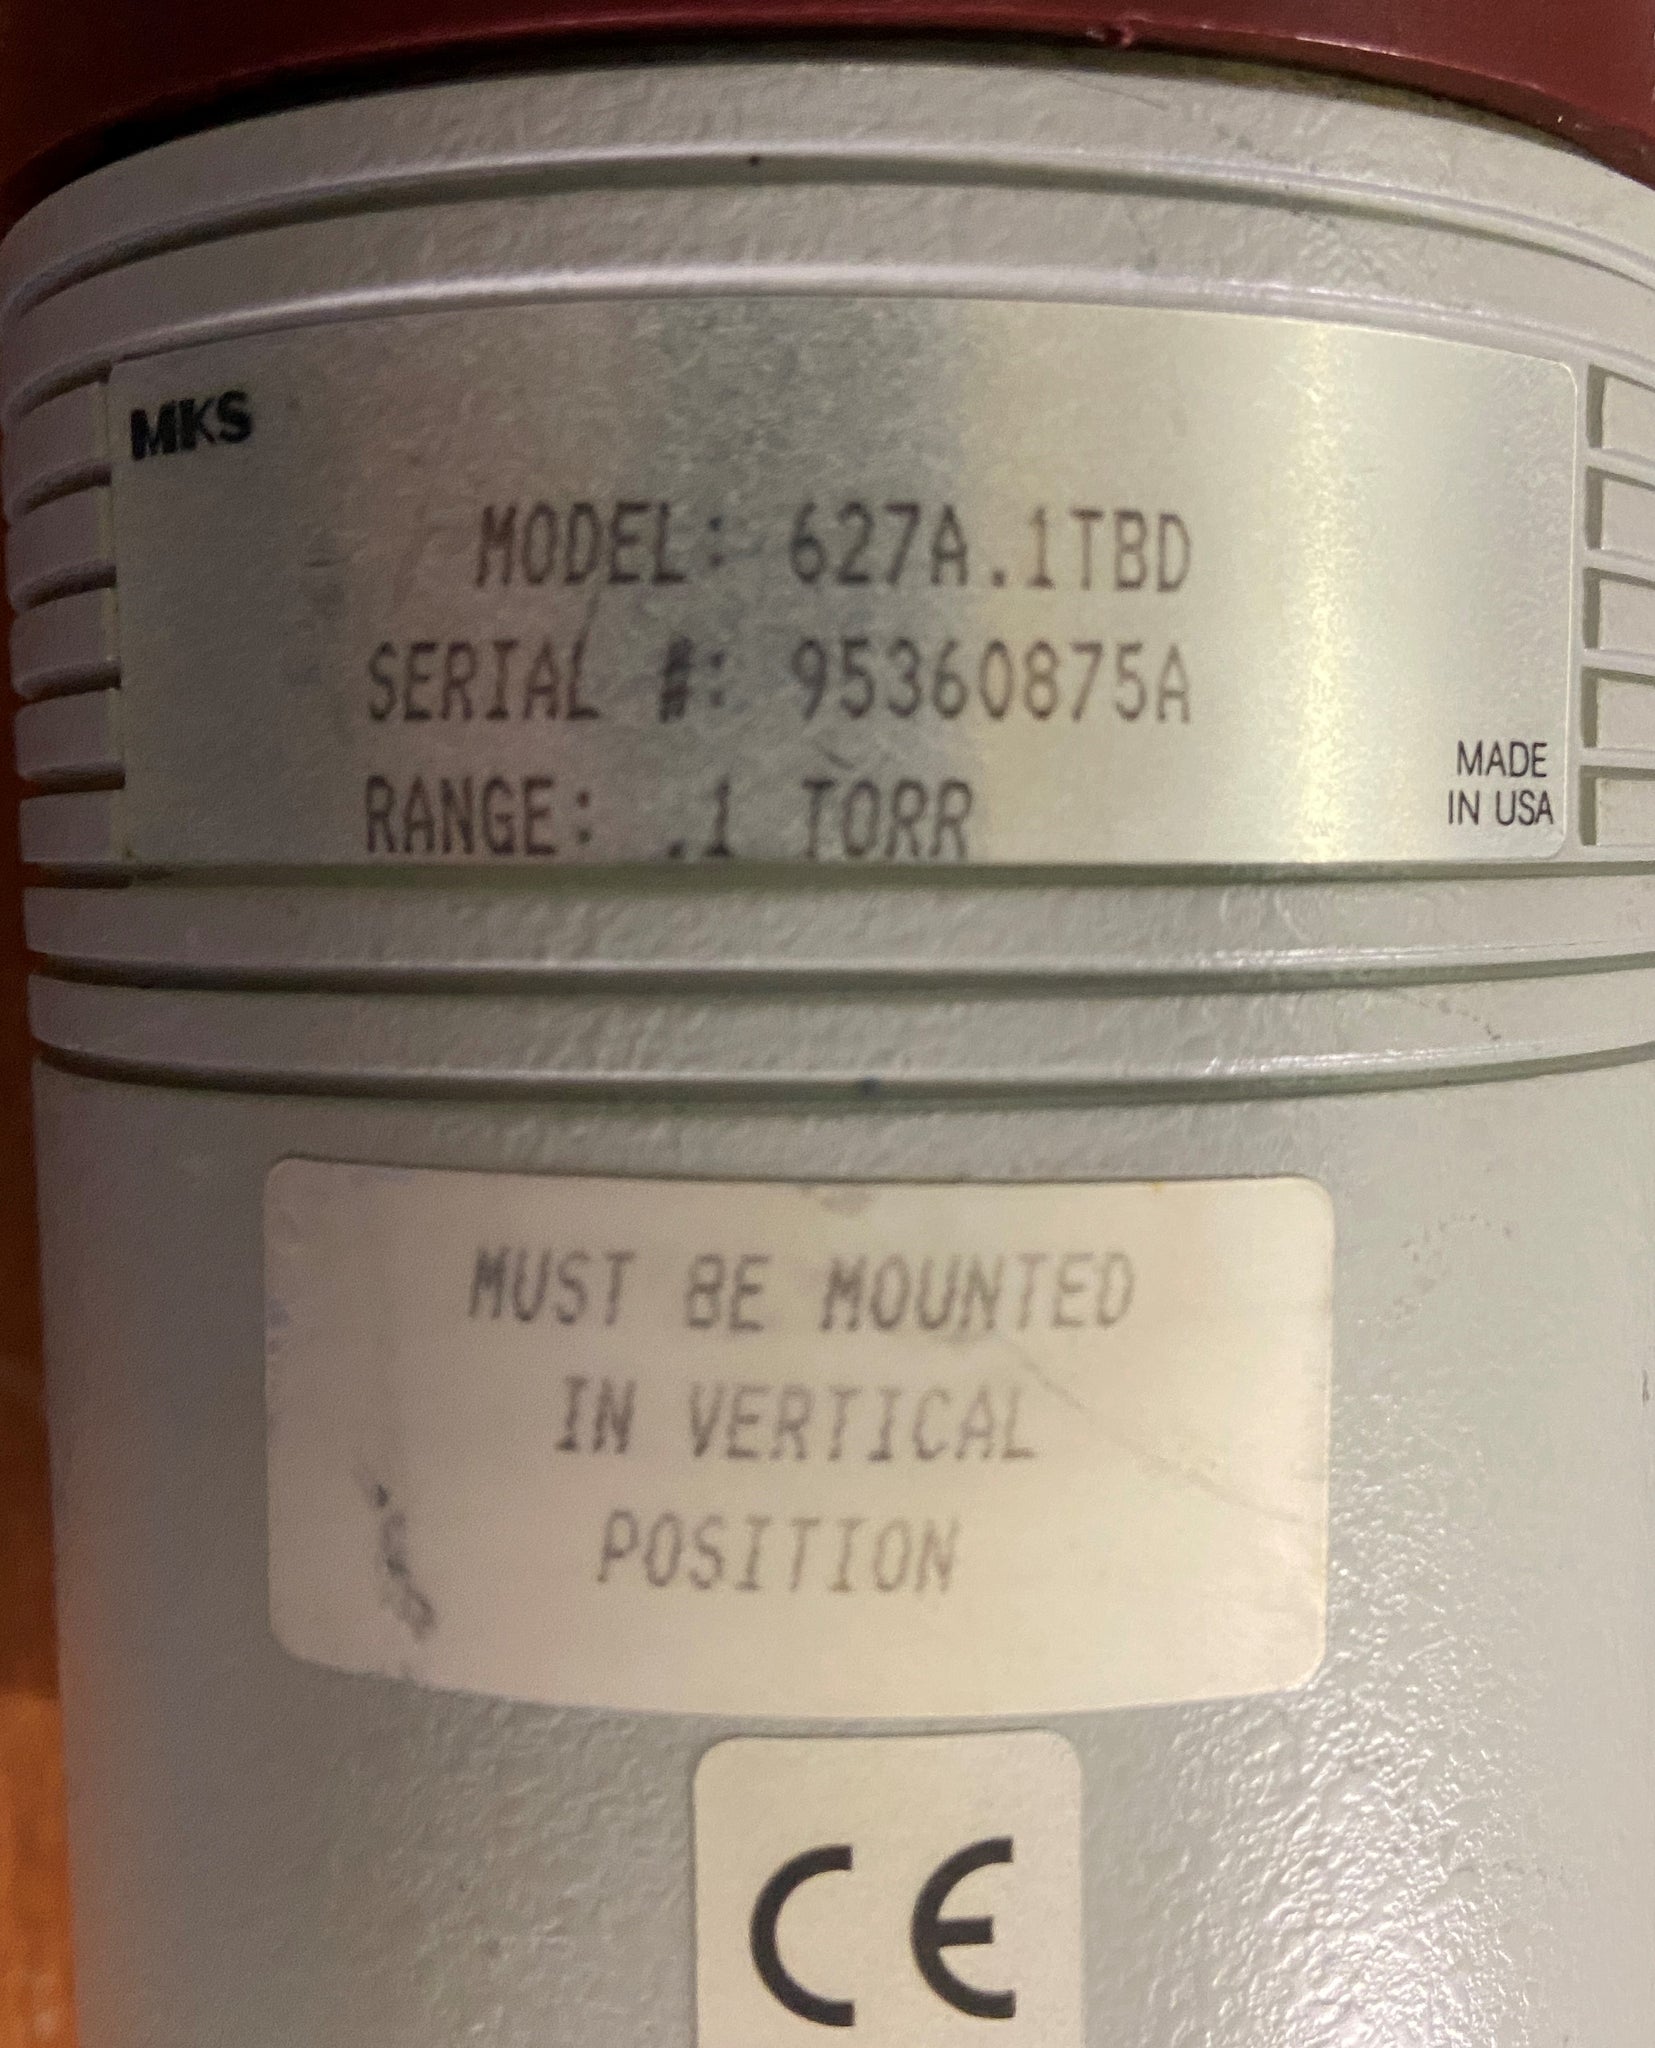 MKS
MODEL: 627A.1TBD
SERIAL #: 95360875A
RANGE: .1 TORR
MADE
IN USA
MUST BE MOUNTED
IN VERTICAL
POSITION
CE